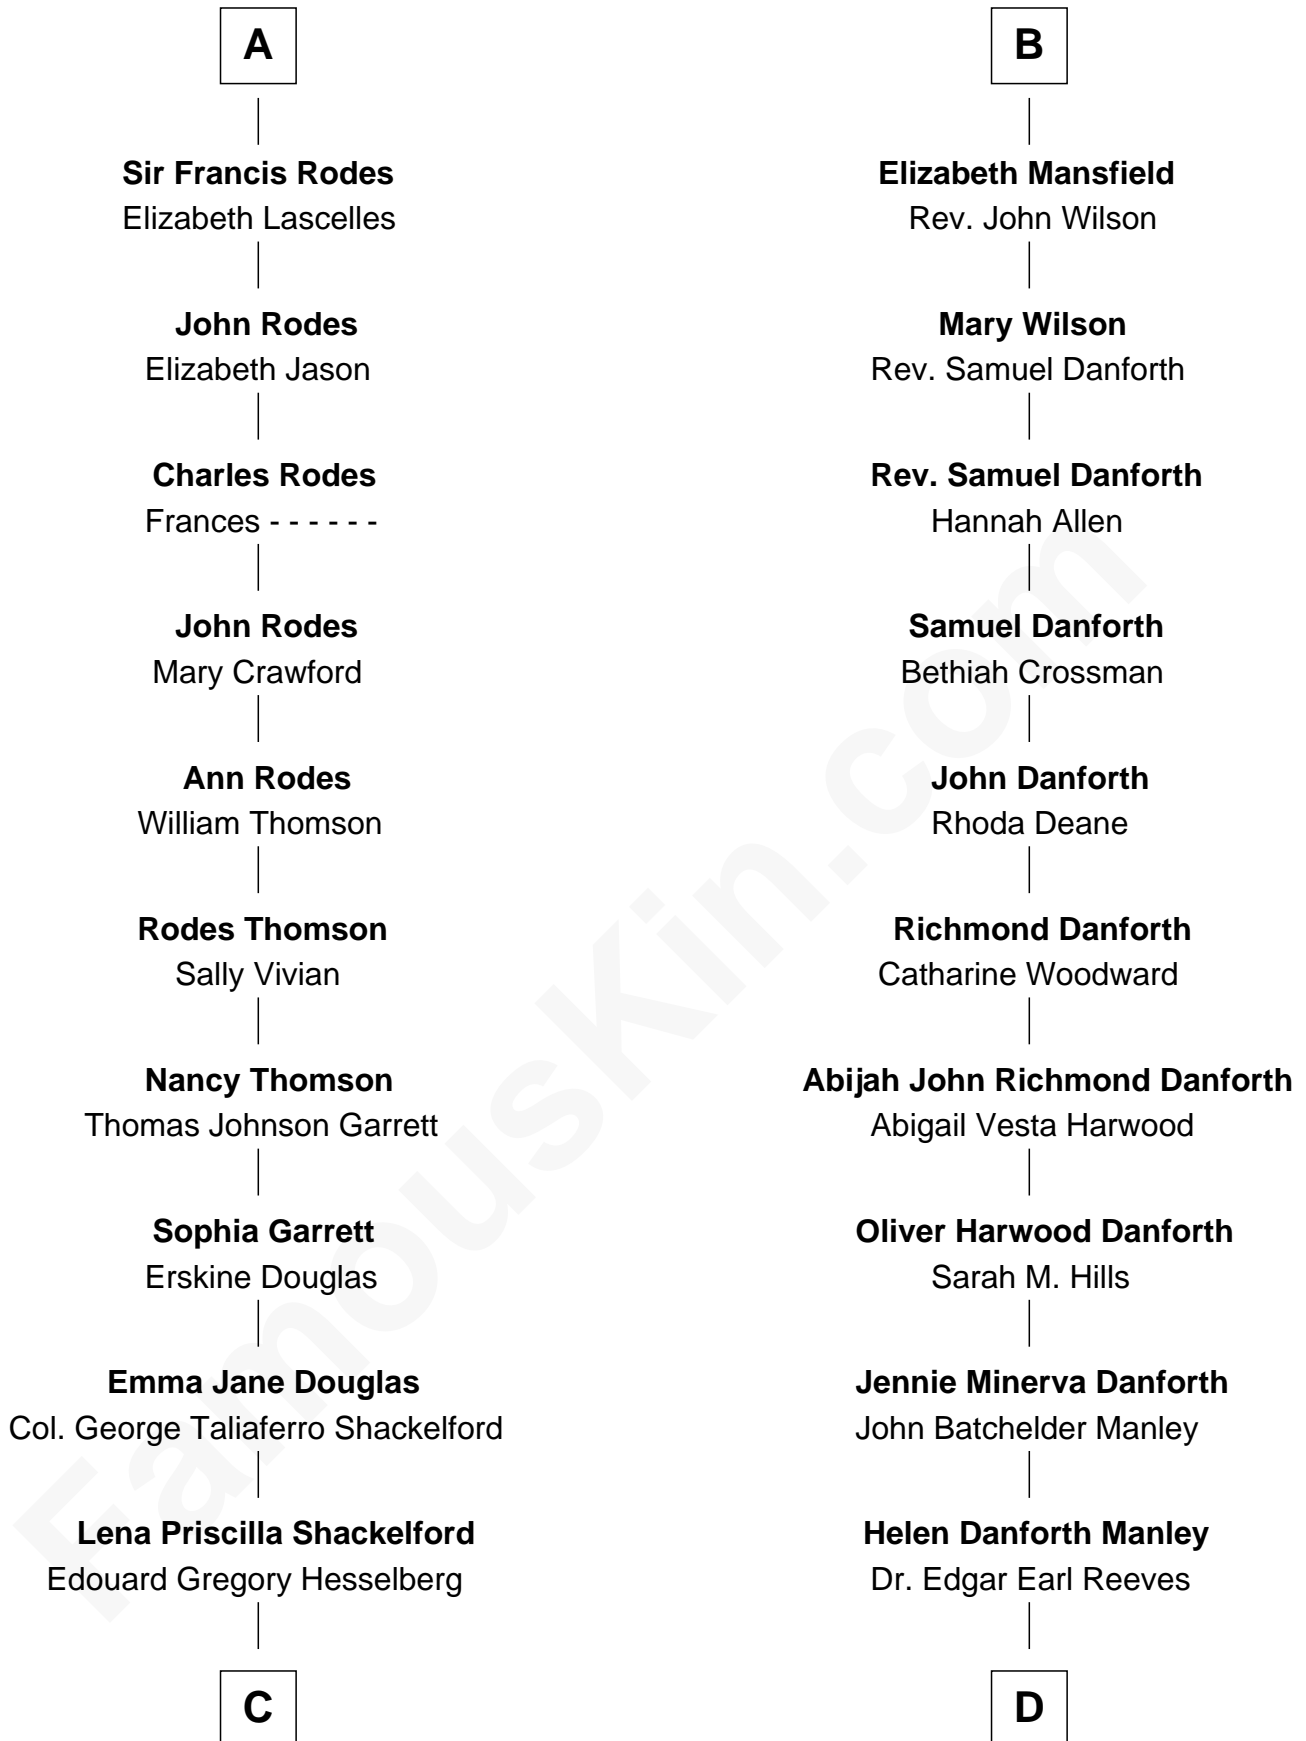 A
Sir Francis Rodes
Elizabeth Lascelles
John Rodes
Elizabeth Jason
Charles Rodes
Frances - - - - - -
John Rodes
Mary Crawford
Ann Rodes
William Thomson
Rodes Thomson
Sally Vivian
Nancy Thomson
Thomas Johnson Garrett
Sophia Garrett
Erskine Douglas
Emma Jane Douglas
Col. George Taliaferro Shackelford
Lena Priscilla Shackelford
Edouard Gregory Hesselberg
C
B
Elizabeth Mansfield
Rev. John Wilson
Mary Wilson
Rev. Samuel Danforth
Rev. Samuel Danforth
Hannah Allen
Samuel Danforth
Bethiah Crossman
John Danforth
Rhoda Deane
Richmond Danforth
Catharine Woodward
Abijah John Richmond Danforth
Abigail Vesta Harwood
Oliver Harwood Danforth
Sarah M. Hills
Jennie Minerva Danforth
John Batchelder Manley
Helen Danforth Manley
Dr. Edgar Earl Reeves
D
FamousKin.com